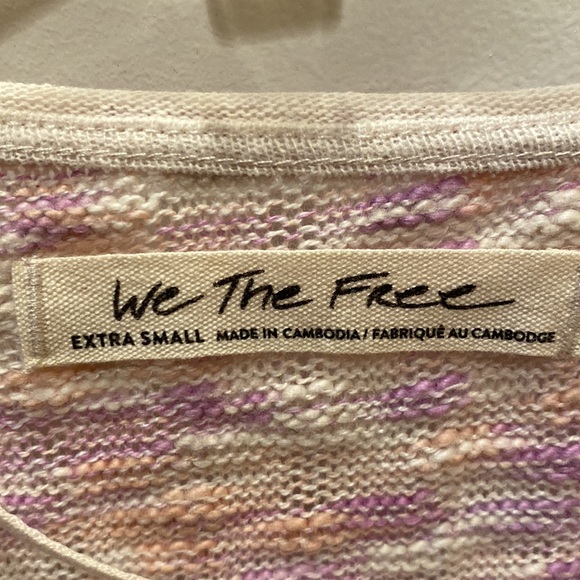 We The Free
EXTRA SMALL MADE IN CAMBODIA / FABRIQUÉ AU CAMBODGE